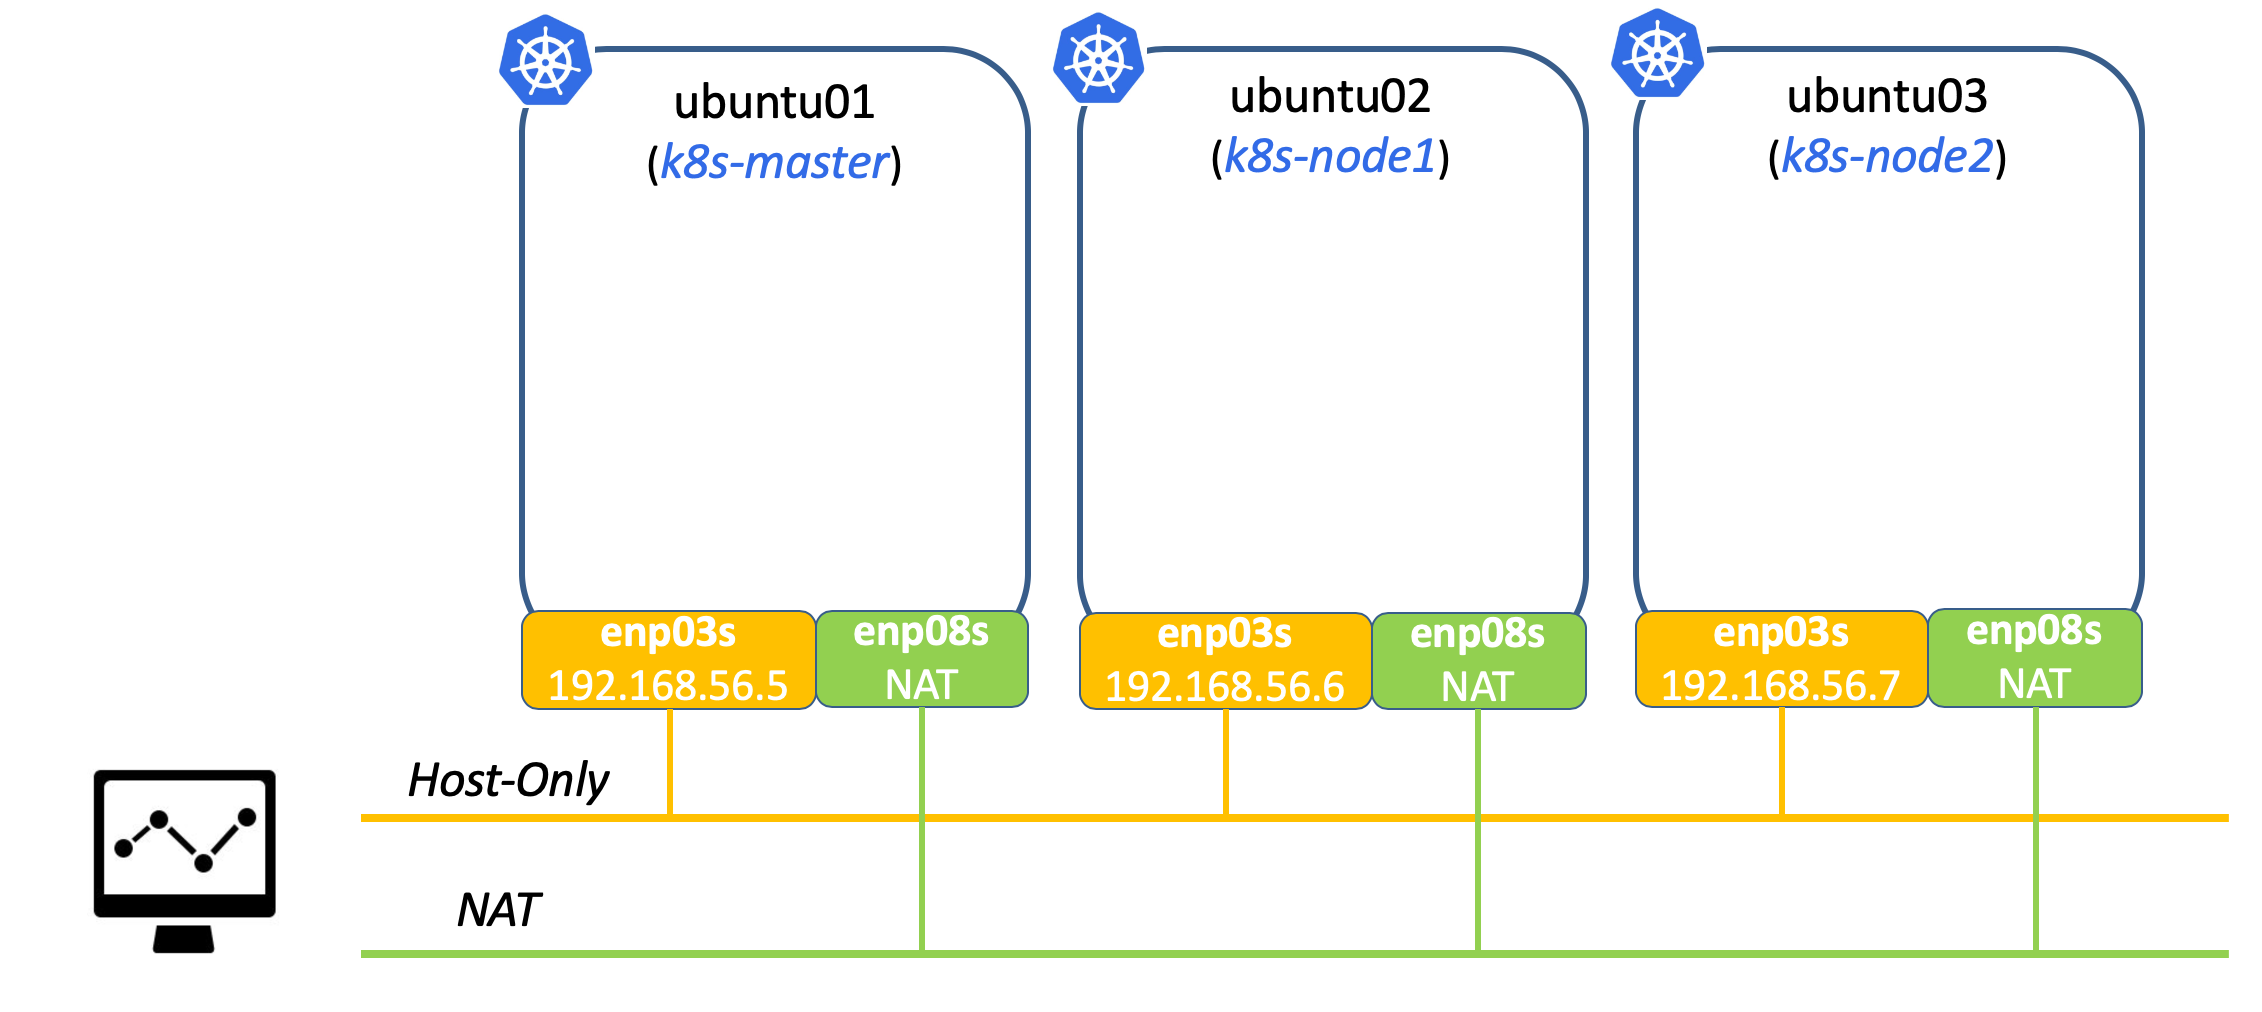 ubuntu01
(k8s-master)
ubuntu02
(k8s-node1)
ubuntu03
(k8s-node2)
enp03s
192.168.56.5
enp08s
NAT
enp03s
192.168.56.6
enp08s
NAT
enp03s
192.168.56.7
enp08s
NAT
Host-Only
NAT